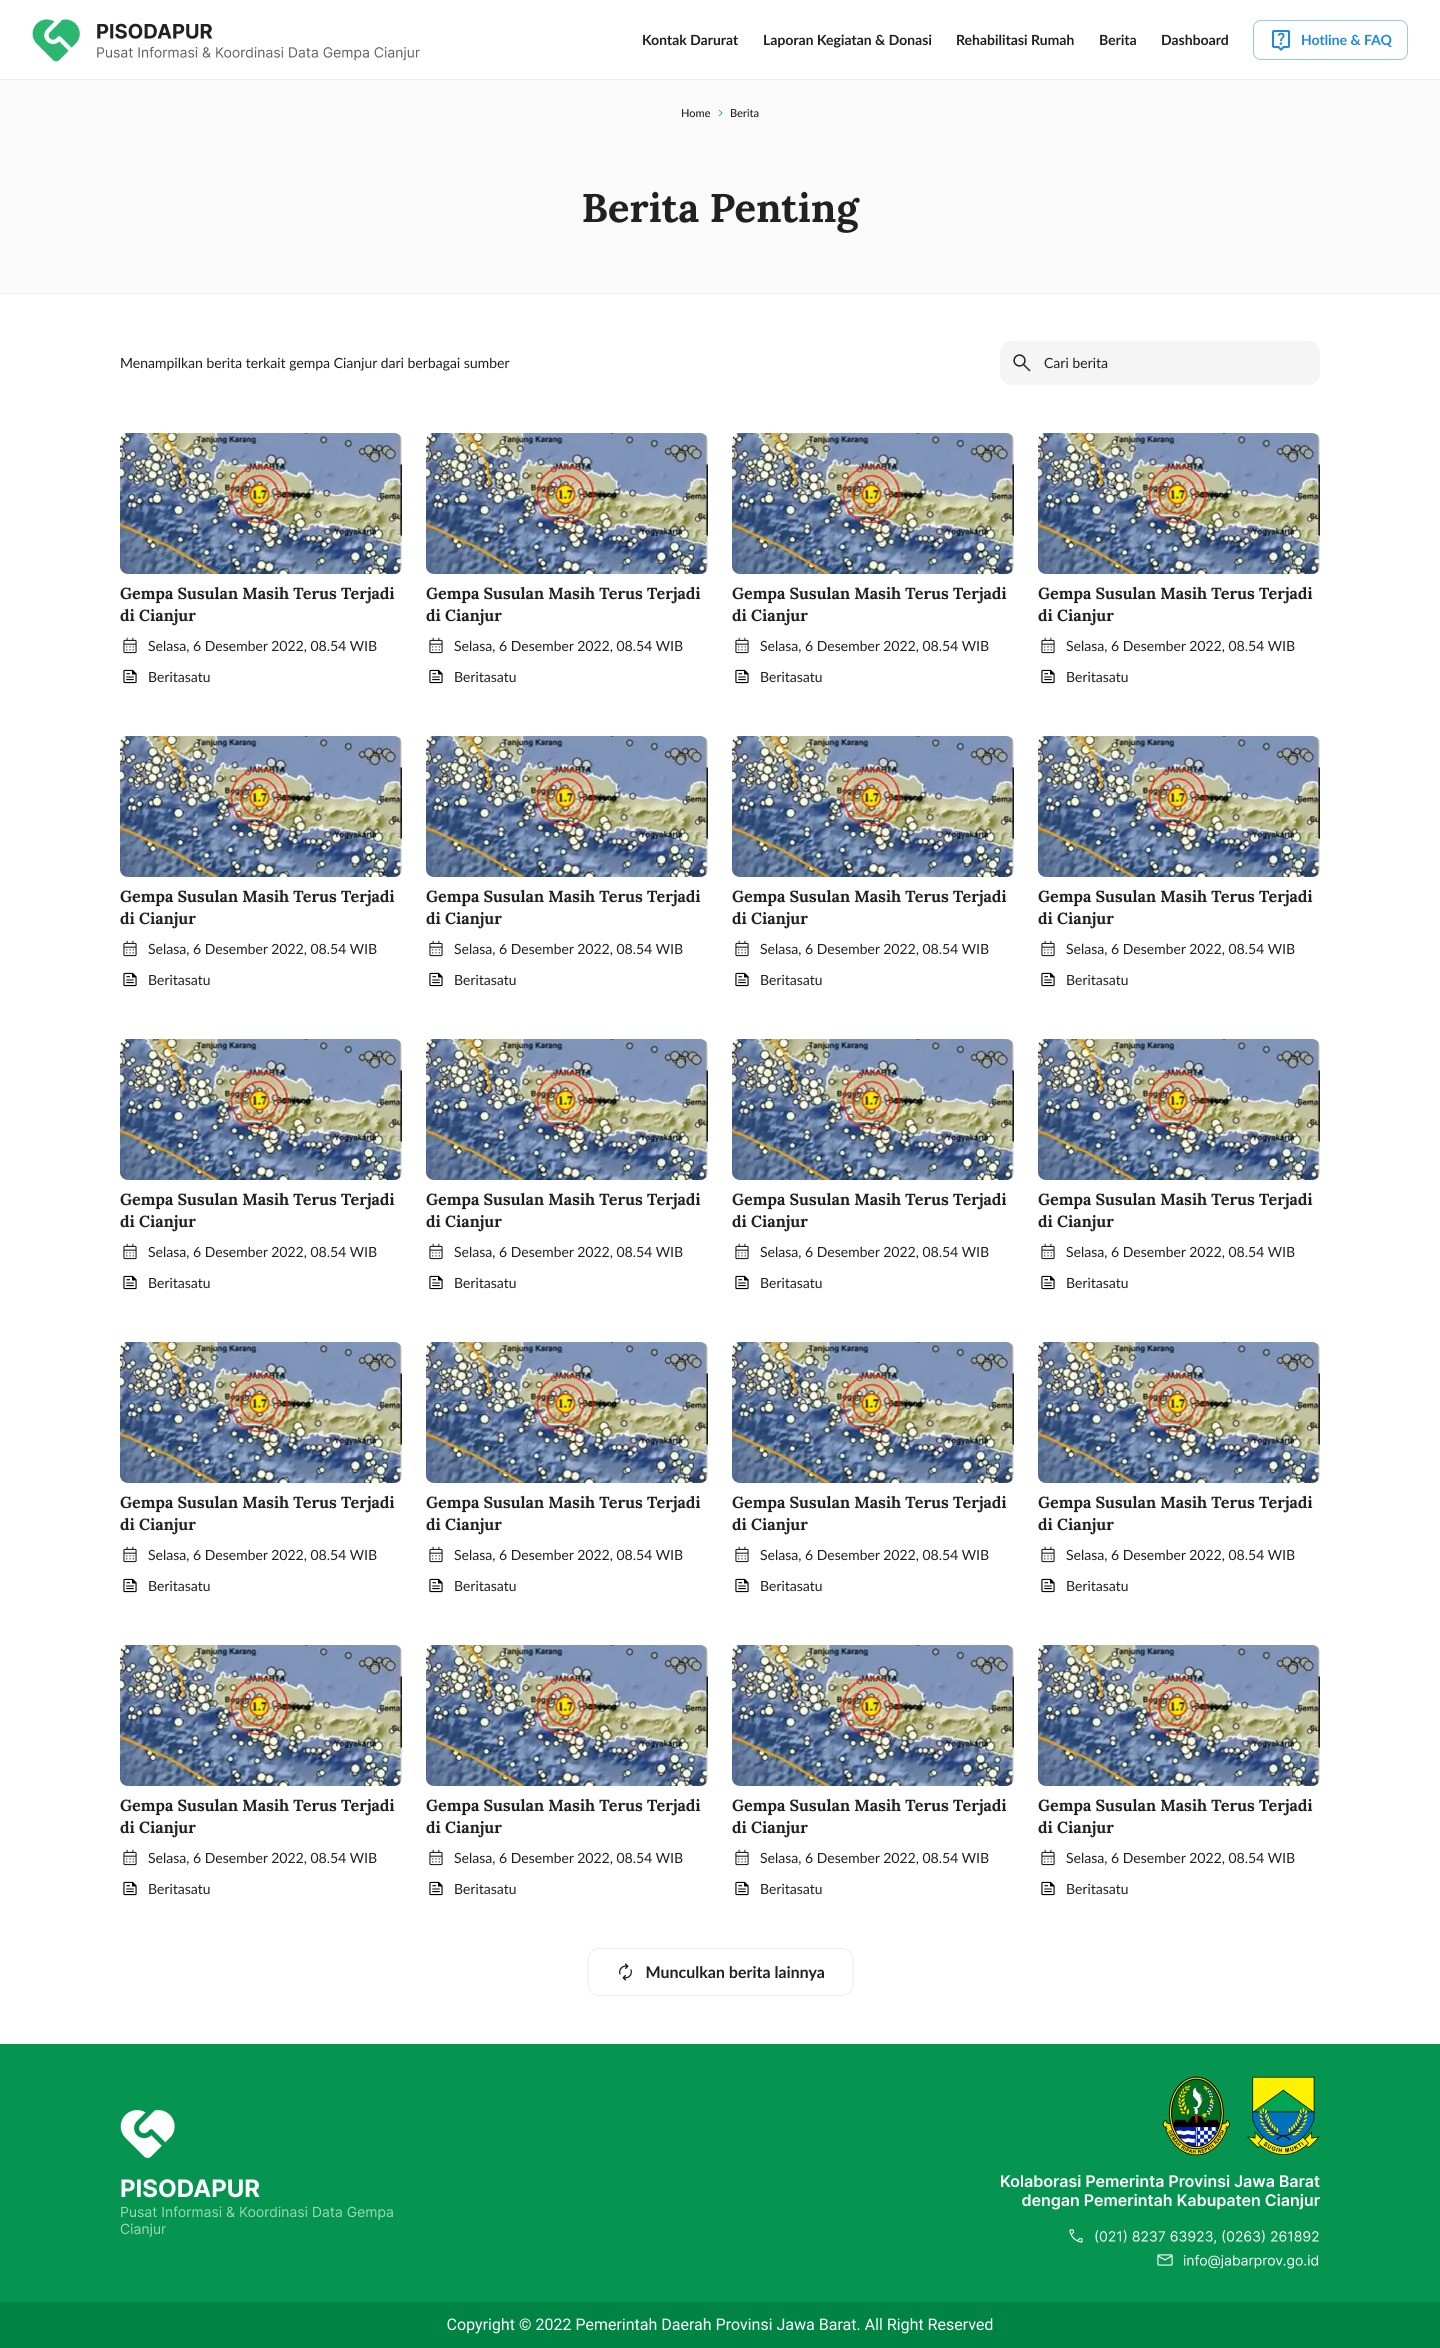 PISODAPUR
Pusat Informasi & Koordinasi Data Gempa Cianjur
Kontak Darurat Laporan Kegiatan & Donasi Rehabilitasi Rumah Berita Dashboard Hotline & FAQ
Home > Berita
Berita Penting
Menampilkan berita terkait gempa Cianjur dari berbagai sumber
Cari berita
Gempa Susulan Masih Terus Terjadi
di Cianjur
Selasa, 6 Desember 2022, 08.54 WIB
Beritasatu
Gempa Susulan Masih Terus Terjadi
di Cianjur
Selasa, 6 Desember 2022, 08.54 WIB
Beritasatu
Gempa Susulan Masih Terus Terjadi
di Cianjur
Selasa, 6 Desember 2022, 08.54 WIB
Beritasatu
Gempa Susulan Masih Terus Terjadi
di Cianjur
Selasa, 6 Desember 2022, 08.54 WIB
Beritasatu
Gempa Susulan Masih Terus Terjadi
di Cianjur
Selasa, 6 Desember 2022, 08.54 WIB
Beritasatu
Gempa Susulan Masih Terus Terjadi
di Cianjur
Selasa, 6 Desember 2022, 08.54 WIB
Beritasatu
Gempa Susulan Masih Terus Terjadi
di Cianjur
Selasa, 6 Desember 2022, 08.54 WIB
Beritasatu
Gempa Susulan Masih Terus Terjadi
di Cianjur
Selasa, 6 Desember 2022, 08.54 WIB
Beritasatu
Gempa Susulan Masih Terus Terjadi
di Cianjur
Selasa, 6 Desember 2022, 08.54 WIB
Beritasatu
Gempa Susulan Masih Terus Terjadi
di Cianjur
Selasa, 6 Desember 2022, 08.54 WIB
Beritasatu
Gempa Susulan Masih Terus Terjadi
di Cianjur
Selasa, 6 Desember 2022, 08.54 WIB
Beritasatu
Gempa Susulan Masih Terus Terjadi
di Cianjur
Selasa, 6 Desember 2022, 08.54 WIB
Beritasatu
Gempa Susulan Masih Terus Terjadi
di Cianjur
Selasa, 6 Desember 2022, 08.54 WIB
Beritasatu
Gempa Susulan Masih Terus Terjadi
di Cianjur
Selasa, 6 Desember 2022, 08.54 WIB
Beritasatu
Gempa Susulan Masih Terus Terjadi
di Cianjur
Selasa, 6 Desember 2022, 08.54 WIB
Beritasatu
Gempa Susulan Masih Terus Terjadi
di Cianjur
Selasa, 6 Desember 2022, 08.54 WIB
Beritasatu
Gempa Susulan Masih Terus Terjadi
di Cianjur
Selasa, 6 Desember 2022, 08.54 WIB
Beritasatu
Gempa Susulan Masih Terus Terjadi
di Cianjur
Selasa, 6 Desember 2022, 08.54 WIB
Beritasatu
Gempa Susulan Masih Terus Terjadi
di Cianjur
Selasa, 6 Desember 2022, 08.54 WIB
Beritasatu
Gempa Susulan Masih Terus Terjadi
di Cianjur
Selasa, 6 Desember 2022, 08.54 WIB
Beritasatu
Munculkan berita lainnya
PISODAPUR
Pusat Informasi & Koordinasi Data Gempa
Cianjur
SUGIH MUKTI
Kolaborasi Pemerinta Provinsi Jawa Barat
dengan Pemerintah Kabupaten Cianjur
(021) 8237 63923, (0263) 261892
info@jabarprov.go.id
Copyright © 2022 Pemerintah Daerah Provinsi Jawa Barat. All Right Reserved